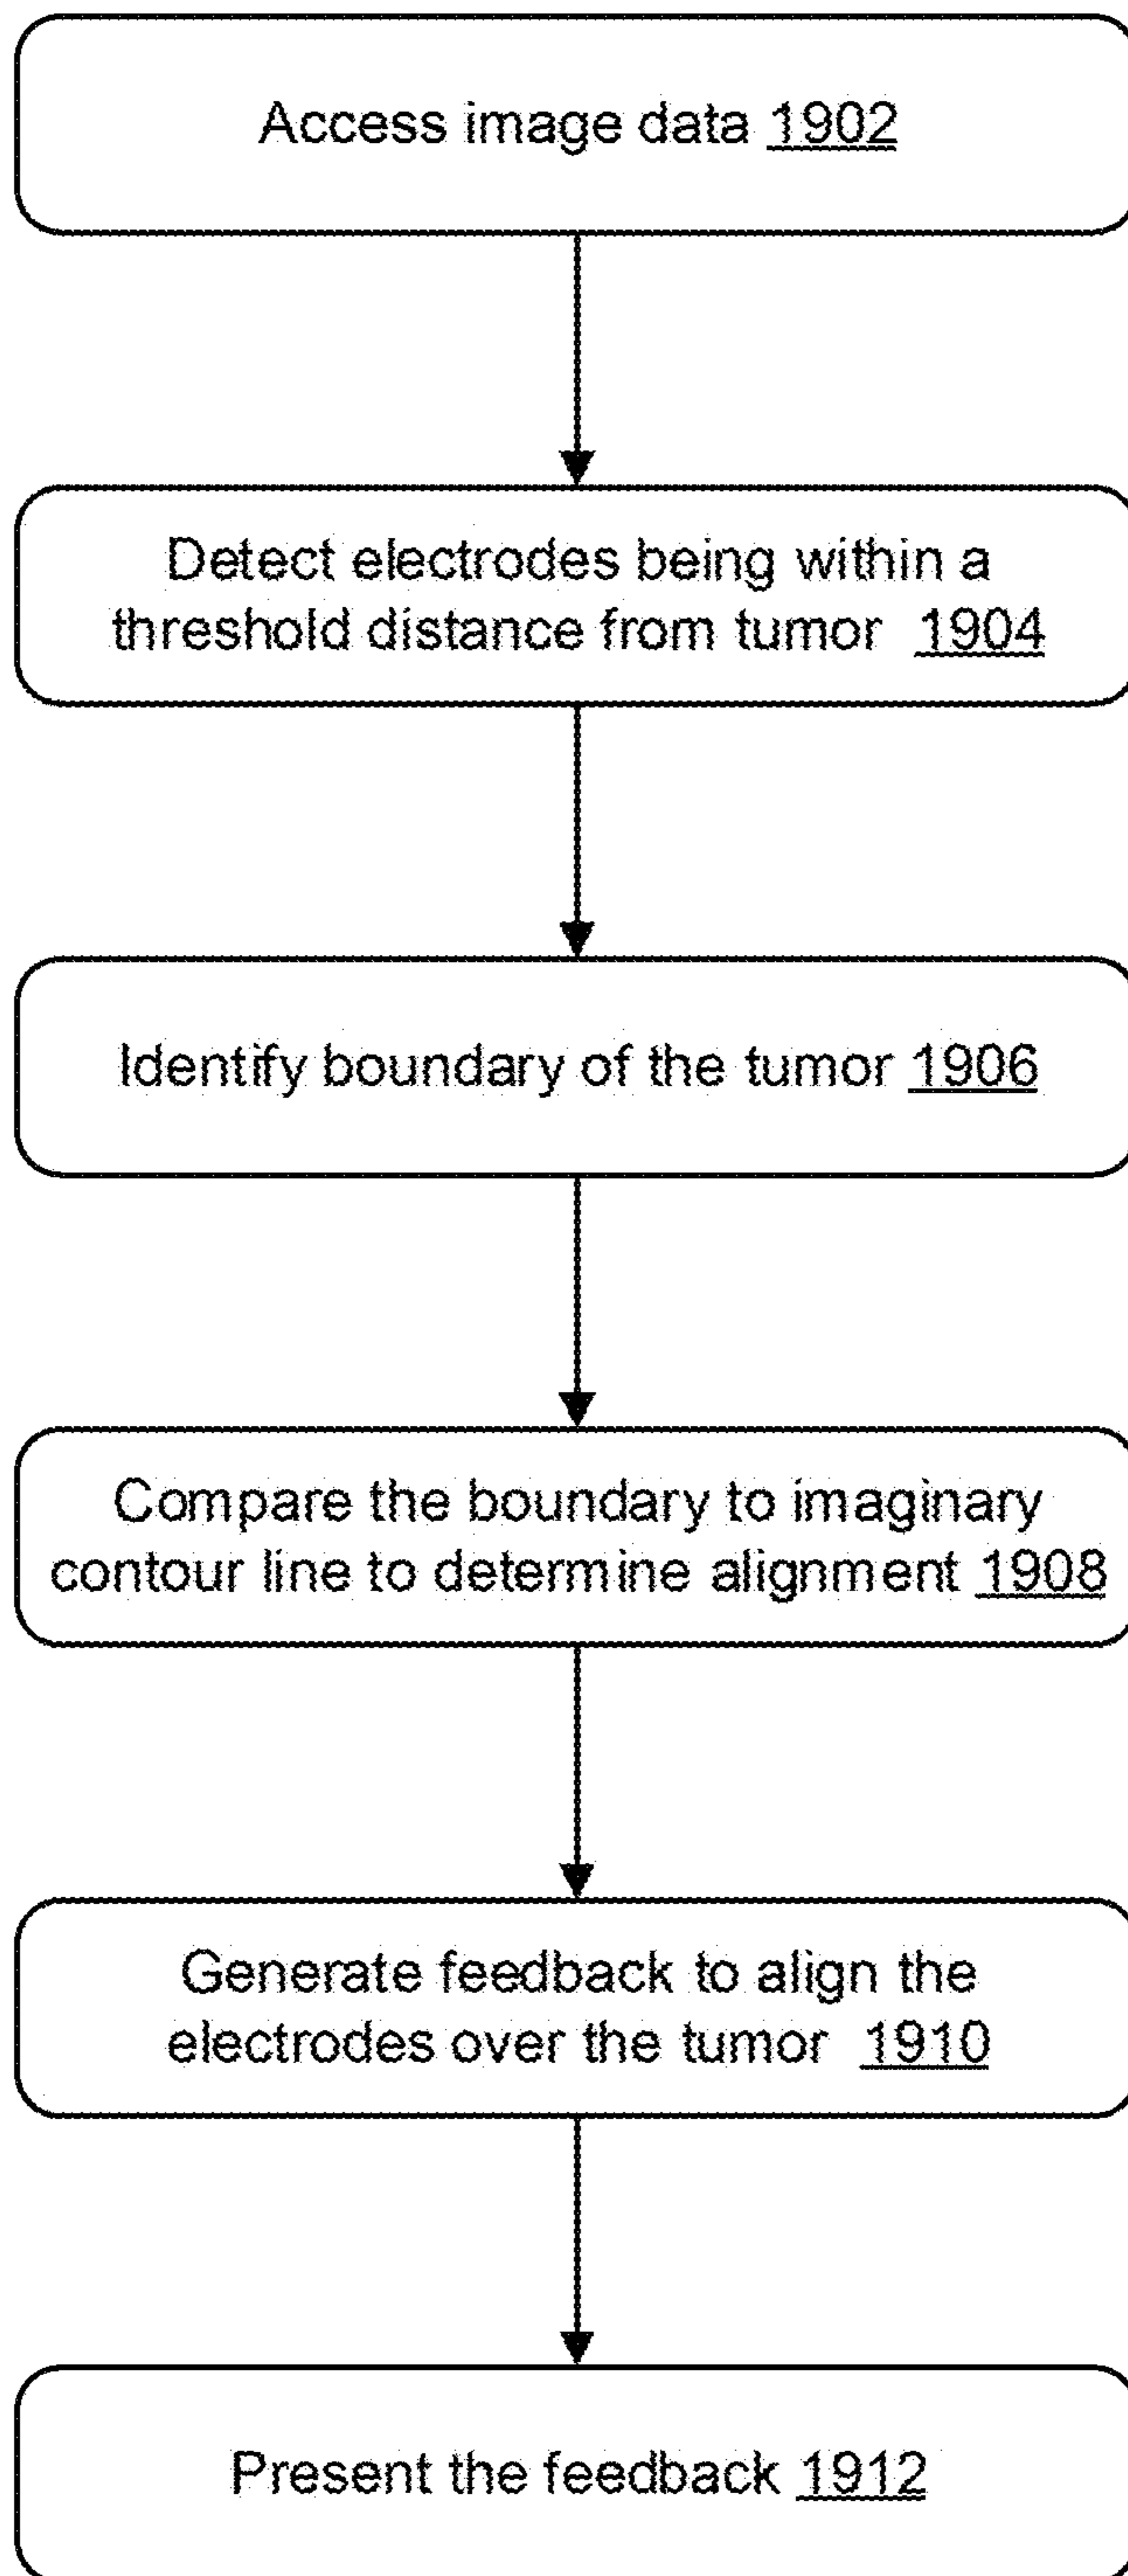 Access image data 1902
Detect electrodes being within a
threshold distance from tumor 1904
Identify boundary of the tumor 1906
Compare the boundary to imaginary
contour line to determine alignment 1908
Generate feedback to align the
electrodes over the tumor 1910
Present the feedback 1912